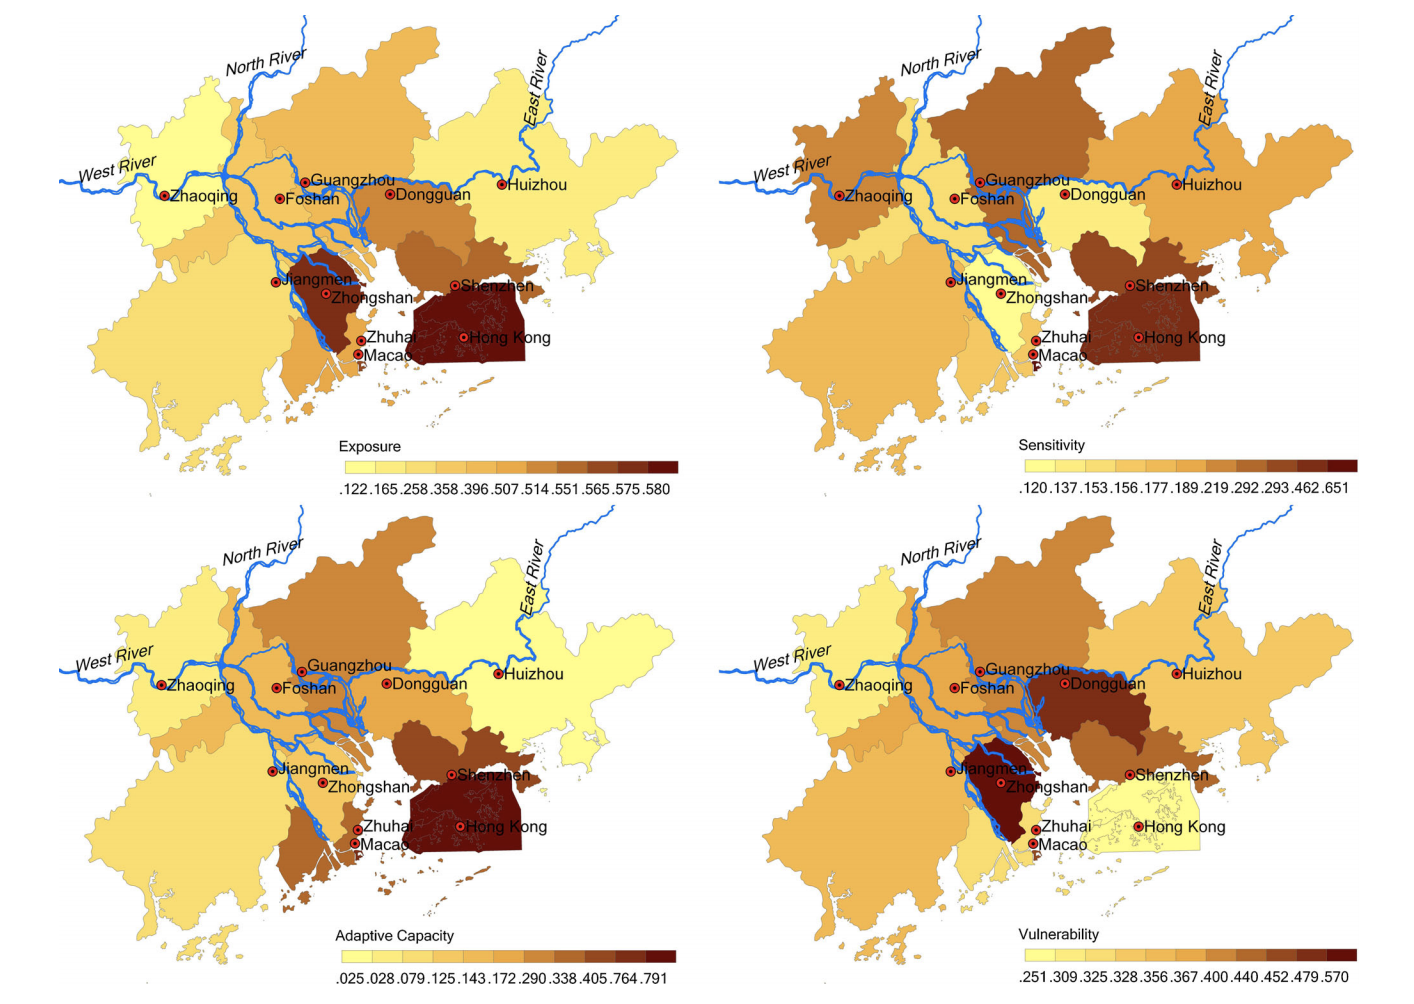 North River
East River
West River
Zhaoqing
Guangzhou
Foshan
Dongguan
Huizhou
Jiangmen
Zhongshan
Shenzhen
Zhuhai
Hong Kong
Macao
Exposure
.122.165.258.358.396.507.514.551.565.575.580
North River
East River
West River
Zhaoqing
Guangzhou
Foshan
Dongguan
Huizhou
Jiangmen
Zhongshan
Shenzhen
Zhuhai
Hong Kong
Macao
Sensitivity
.120.137.153.156.177.189.219.292.293.462.651
North River
East River
West River
Zhaoqing
Guangzhou
Foshan
Dongguan
Huizhou
Jiangmen
Zhongshan
Shenzhen
Zhuhai
Hong Kong
Macao
Adaptive Capacity
.025.028.079.125.143.172.290.338.405.764.791
North River
East River
West River
Zhaoqing
Guangzhou
Foshan
Dongguan
Huizhou
Jiangmen
Zhongshan
Shenzhen
Zhuhai
Hong Kong
Macao
Vulnerability
.251.309.325.328.356.367.400.440.452.479.570